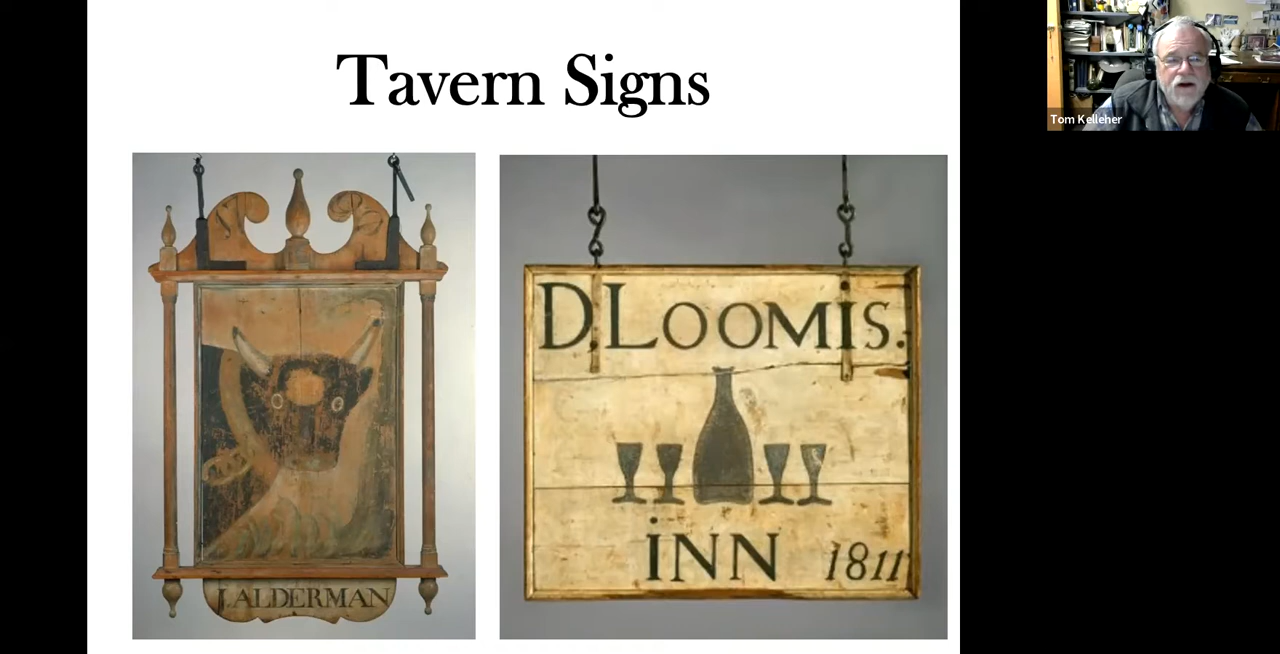 Tavern Signs
Tom Kelleher
J. ALDERMAN
D. LOOMIS.
iNN 1811